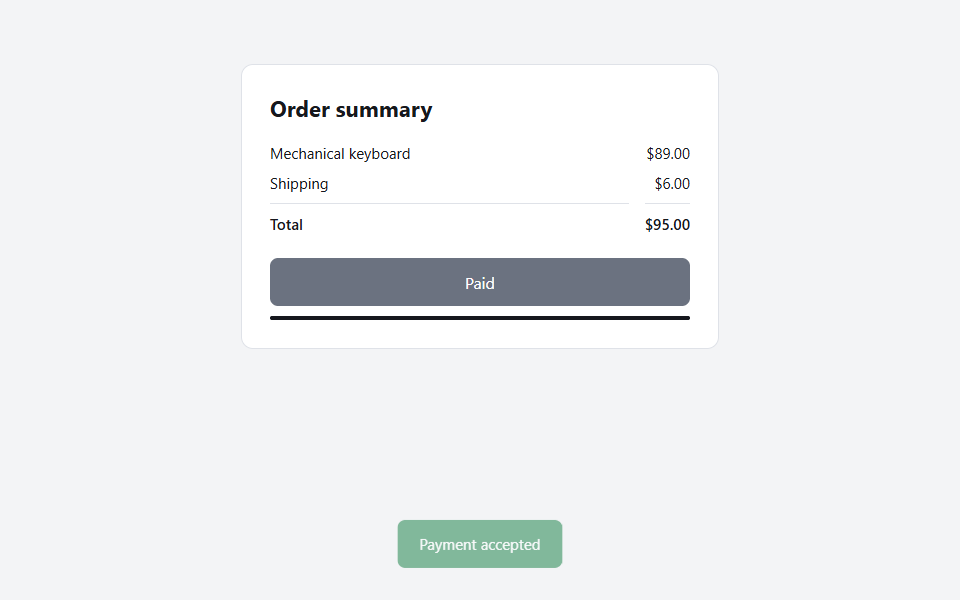 Order summary
Mechanical keyboard $89.00
Shipping $6.00
Total $95.00
Paid
Payment accepted